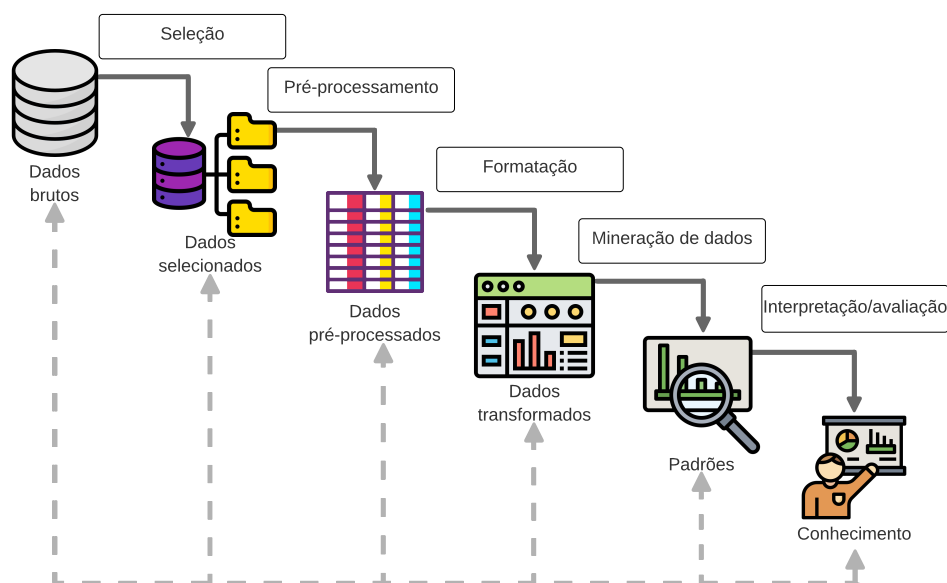 Seleção
Pré-processamento
Formatação
Mineração de dados
Interpretação/avaliação
Dados
brutos
Dados
selecionados
Dados
pré-processados
Dados
transformados
Padrões
Conhecimento